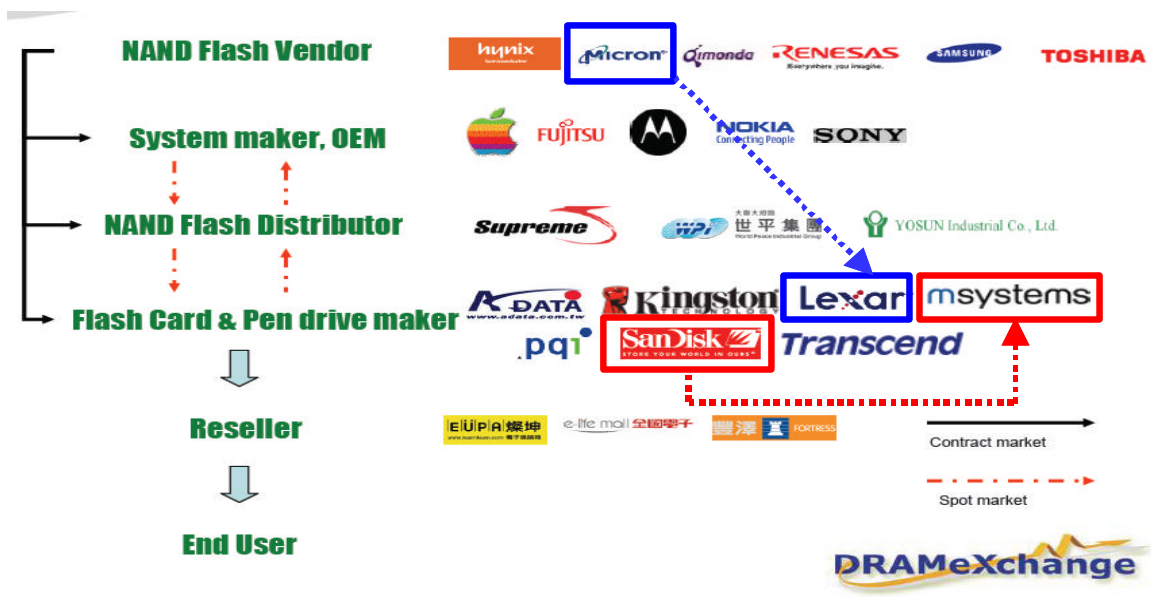 NAND Flash Vendor
hynix
Micron
Qimonda
RENESAS
Everywhere you imagine.
SAMSUNG
TOSHIBA
System maker, OEM
FUJITSU
NOKIA
Connecting People
SONY
NAND Flash Distributor
Supreme
WPi
大聯大控股
世平集團
World Peace Industrial Group
YOSUN Industrial Co., Ltd.
Flash Card & Pen drive maker
A-DATA
www.adata.com.tw
Kingston
TECHNOLOGY
Lexar
msystems
pqi
SanDisk
STORE YOUR WORLD IN OURS
Transcend
Reseller
EUPA燦坤
e-life mall 全國電子
豐澤 FORTRESS
Contract market
Spot market
End User
DRAMeXchange